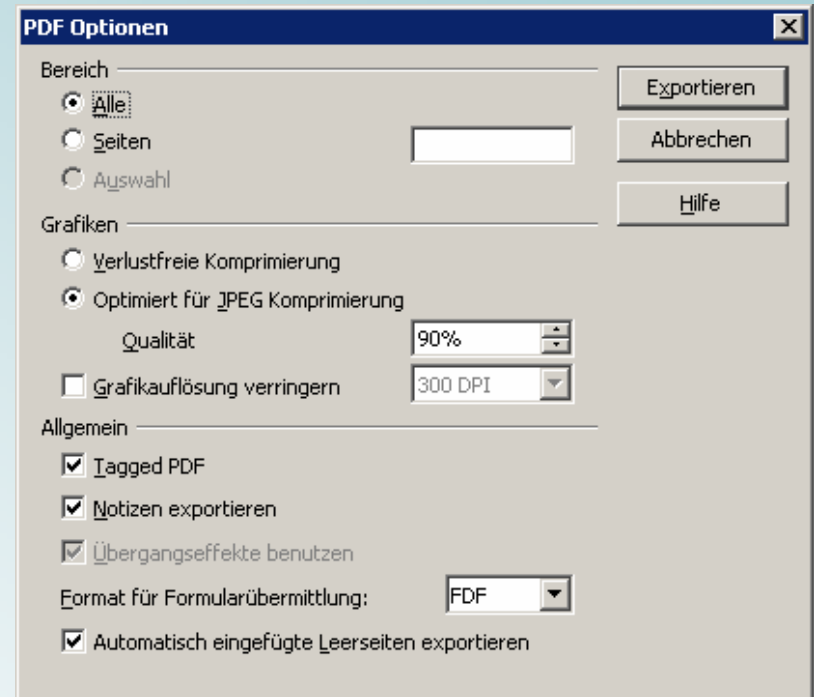 PDF Optionen
Bereich
Alle
Seiten
Auswahl
Exportieren
Abbrechen
Hilfe
Grafiken
Verlustfreie Komprimierung
Optimiert für JPEG Komprimierung
Qualität 90%
Grafikauflösung verringern 300 DPI
Allgemein
Tagged PDF
Notizen exportieren
Übergangseffekte benutzen
Format für Formularübermittlung: FDF
Automatisch eingefügte Leerseiten exportieren